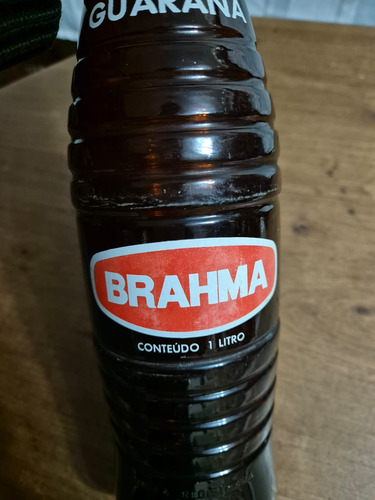 GUARANÁ
BRAHMA
CONTEÚDO 1 LITRO